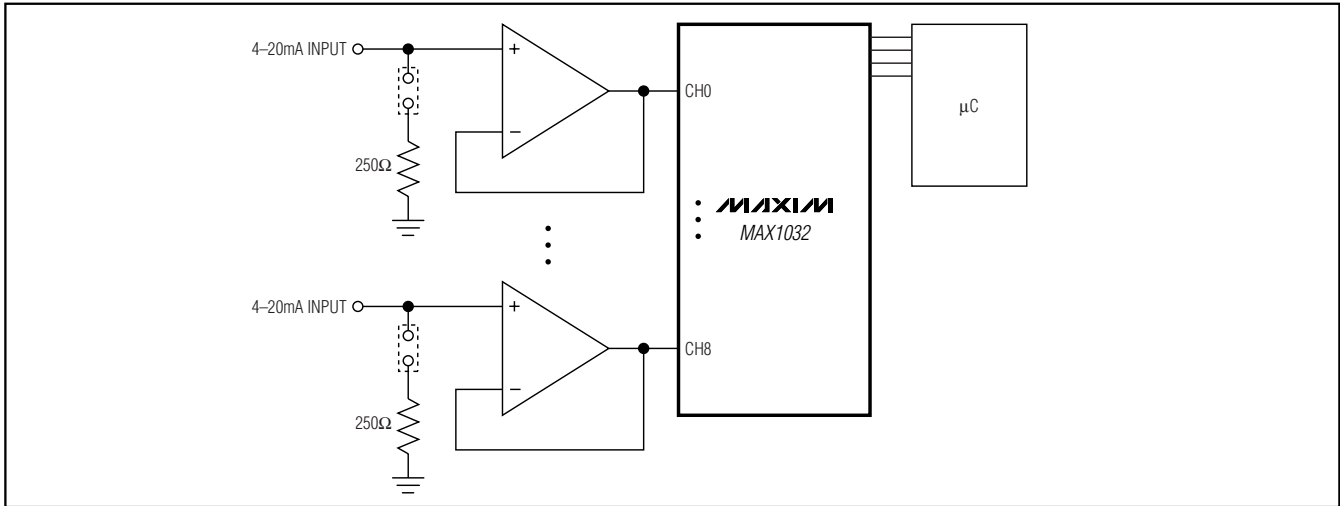 4–20mA INPUT
+
−
250Ω
CH0
MAXIM
MAX1032
µC
4–20mA INPUT
+
−
250Ω
CH8